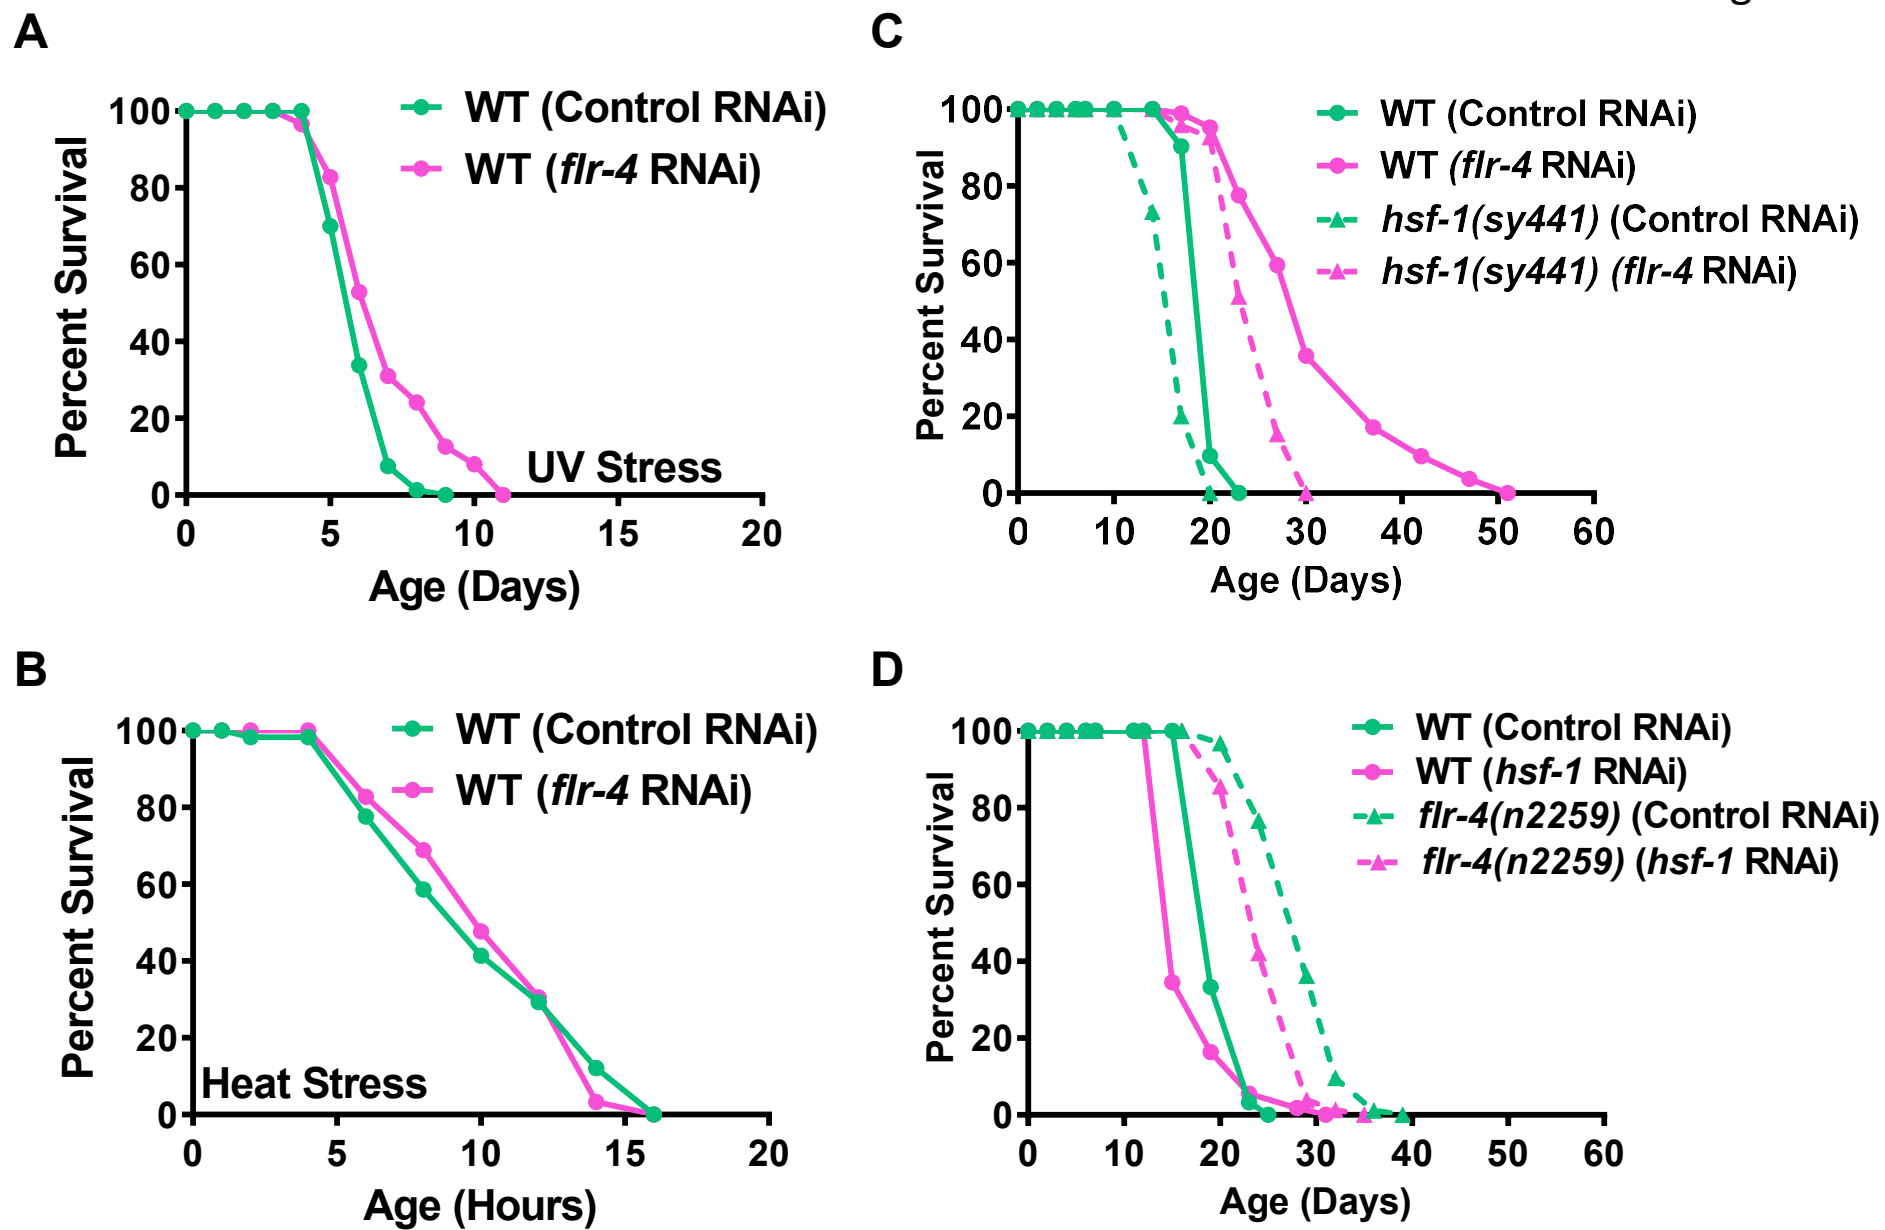 g
A
WT (Control RNAi)
WT (flr-4 RNAi)
Percent Survival
100
80
60
40
20
0
UV Stress
0 5 10 15 20
Age (Days)
C
WT (Control RNAi)
WT (flr-4 RNAi)
hsf-1(sy441) (Control RNAi)
hsf-1(sy441) (flr-4 RNAi)
Percent Survival
100
80
60
40
20
0
0 10 20 30 40 50 60
Age (Days)
B
WT (Control RNAi)
WT (flr-4 RNAi)
Percent Survival
100
80
60
40
20
0
Heat Stress
0 5 10 15 20
Age (Hours)
D
WT (Control RNAi)
WT (hsf-1 RNAi)
flr-4(n2259) (Control RNAi)
flr-4(n2259) (hsf-1 RNAi)
Percent Survival
100
80
60
40
20
0
0 10 20 30 40 50 60
Age (Days)